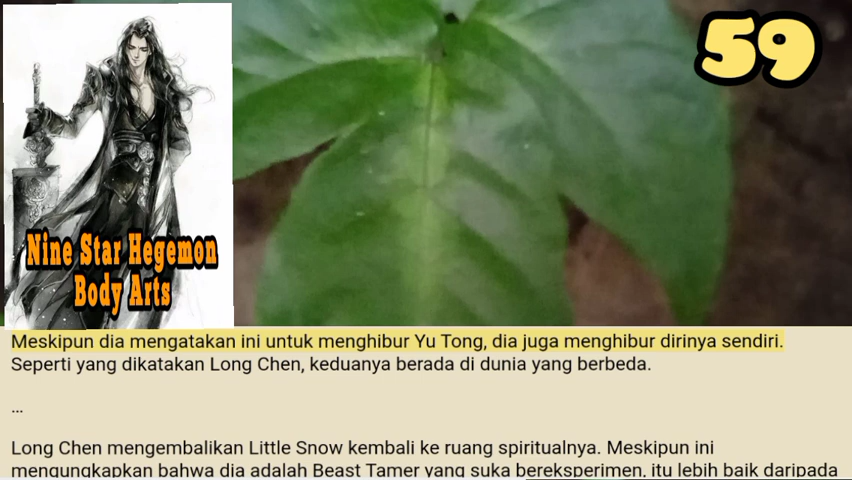 59
Nine Star Hegemon
Body Arts
Meskipun dia mengatakan ini untuk menghibur Yu Tong, dia juga menghibur dirinya sendiri.
Seperti yang dikatakan Long Chen, keduanya berada di dunia yang berbeda.
...
Long Chen mengembalikan Little Snow kembali ke ruang spiritualnya. Meskipun ini
mengungkapkan bahwa dia adalah Beast Tamer yang suka bereksperimen, itu lebih baik daripada